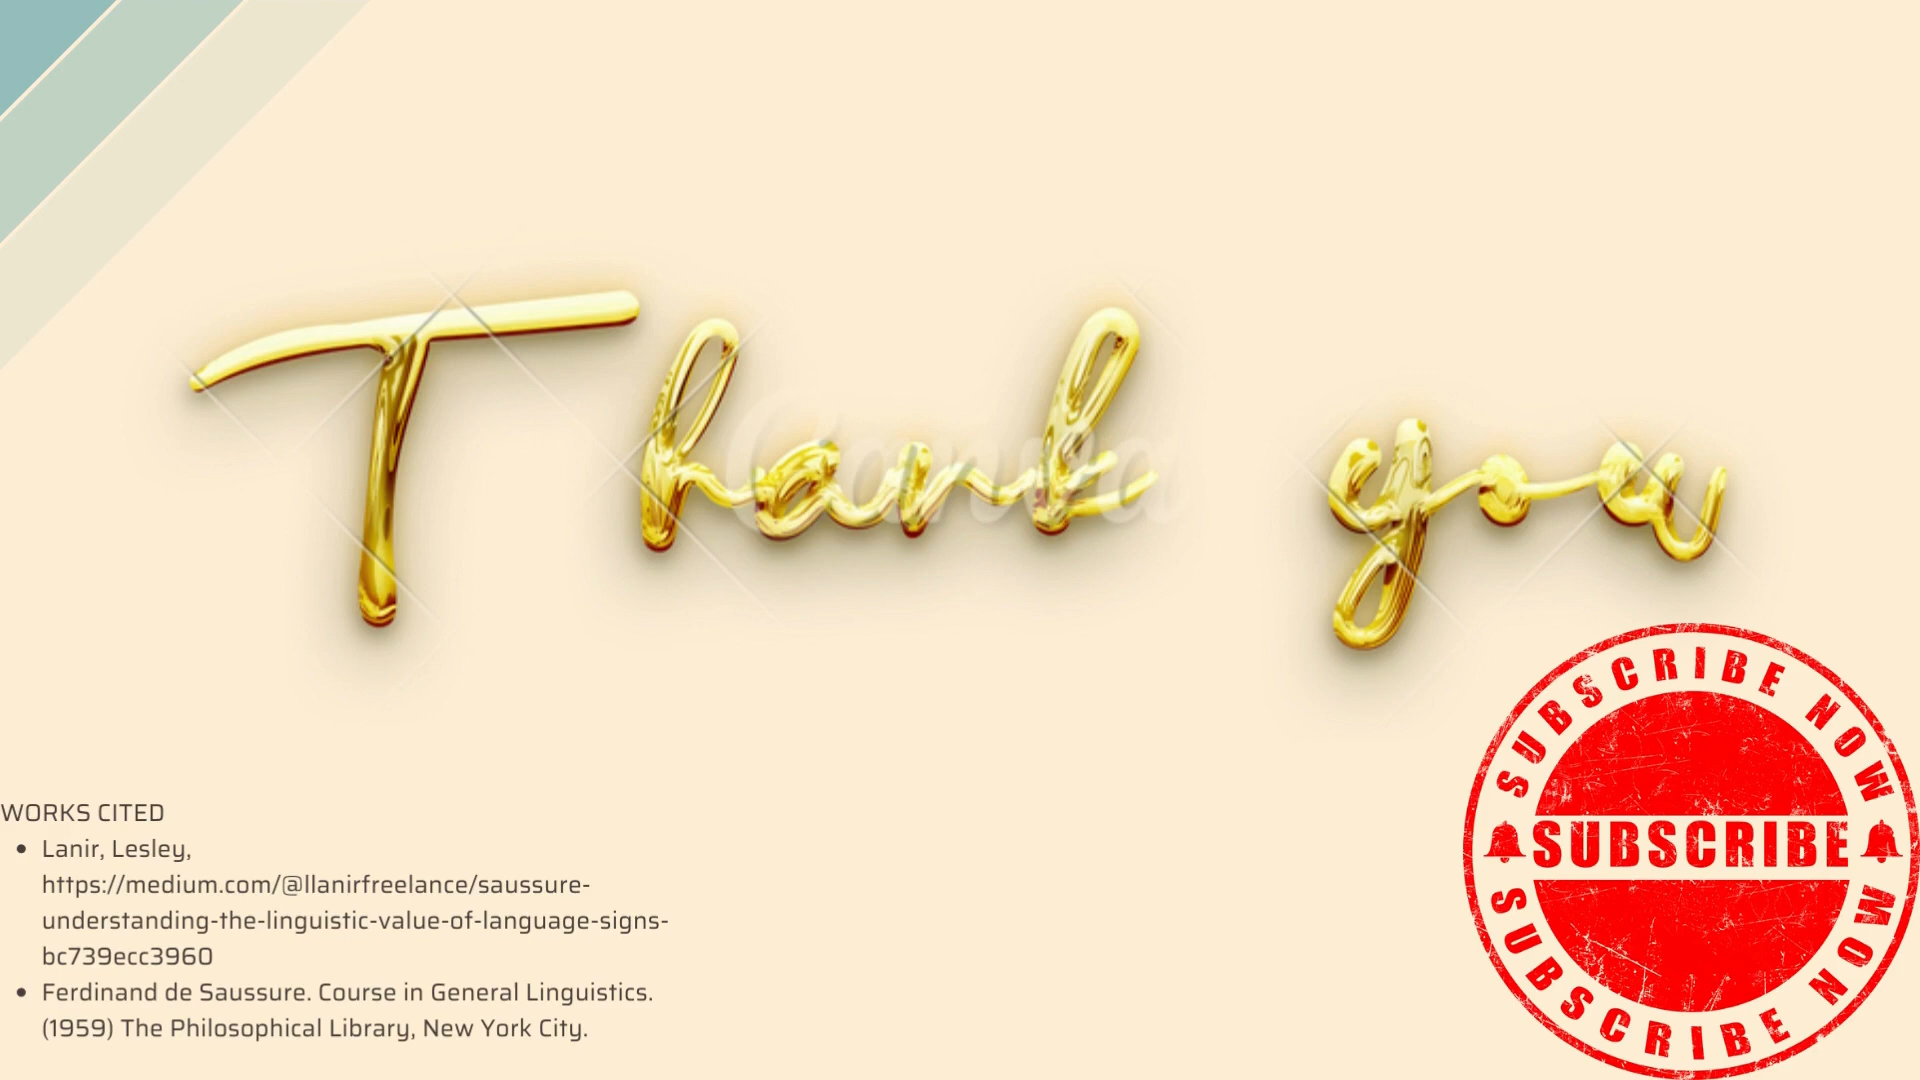 Thank you
Canva
WORKS CITED
• Lanir, Lesley,
https://medium.com/@llanirfreelance/saussure-
understanding-the-linguistic-value-of-language-signs-
bc739ecc3960
• Ferdinand de Saussure. Course in General Linguistics.
(1959) The Philosophical Library, New York City.
SUBSCRIBE NOW
SUBSCRIBE
SUBSCRIBE NOW